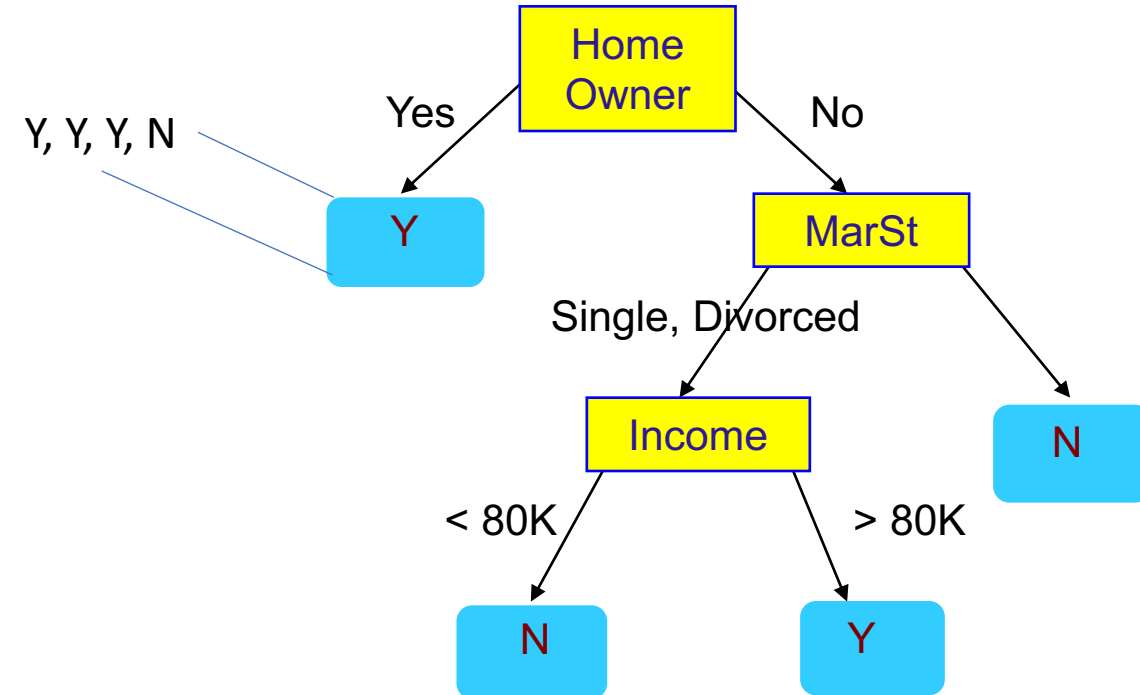 Home
Owner
Yes
No
Y, Y, Y, N
Y
MarSt
Single, Divorced
Income
N
< 80K
> 80K
N
Y